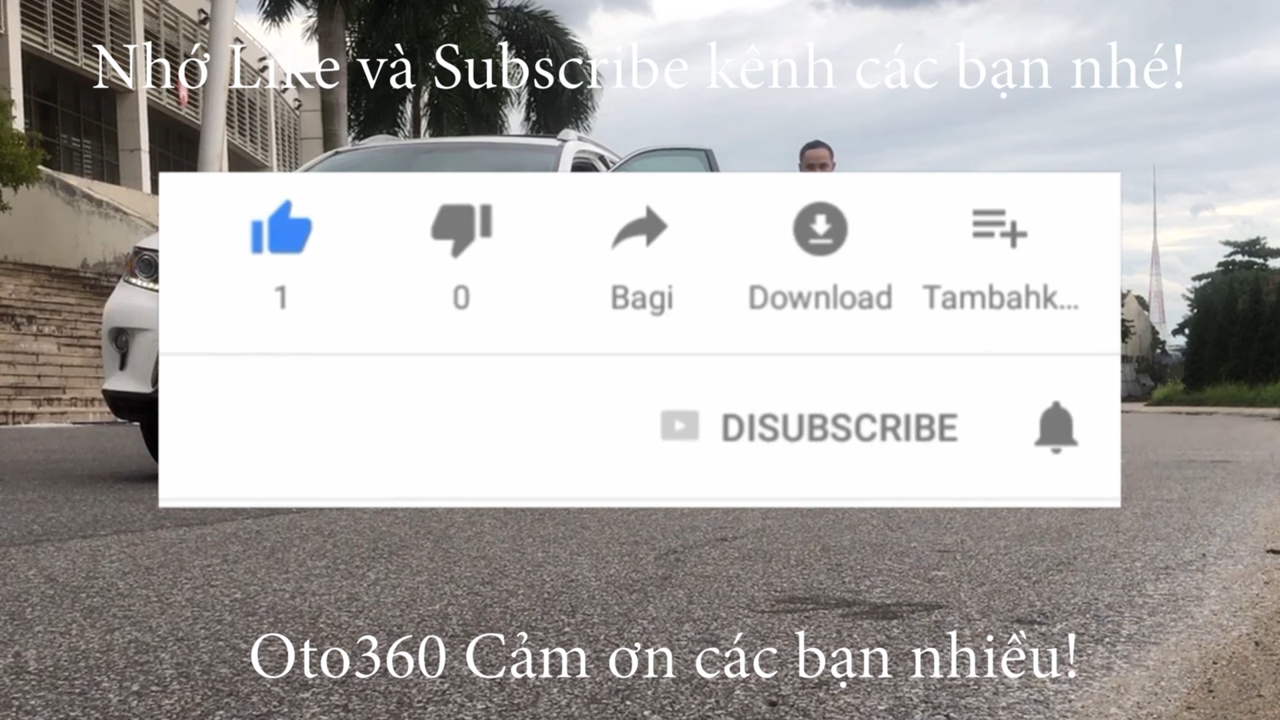 Nhớ Like và Subscribe kênh các bạn nhé!
1
0
Bagi
Download
Tambahk...
DISUBSCRIBE
Oto360 Cảm ơn các bạn nhiều!